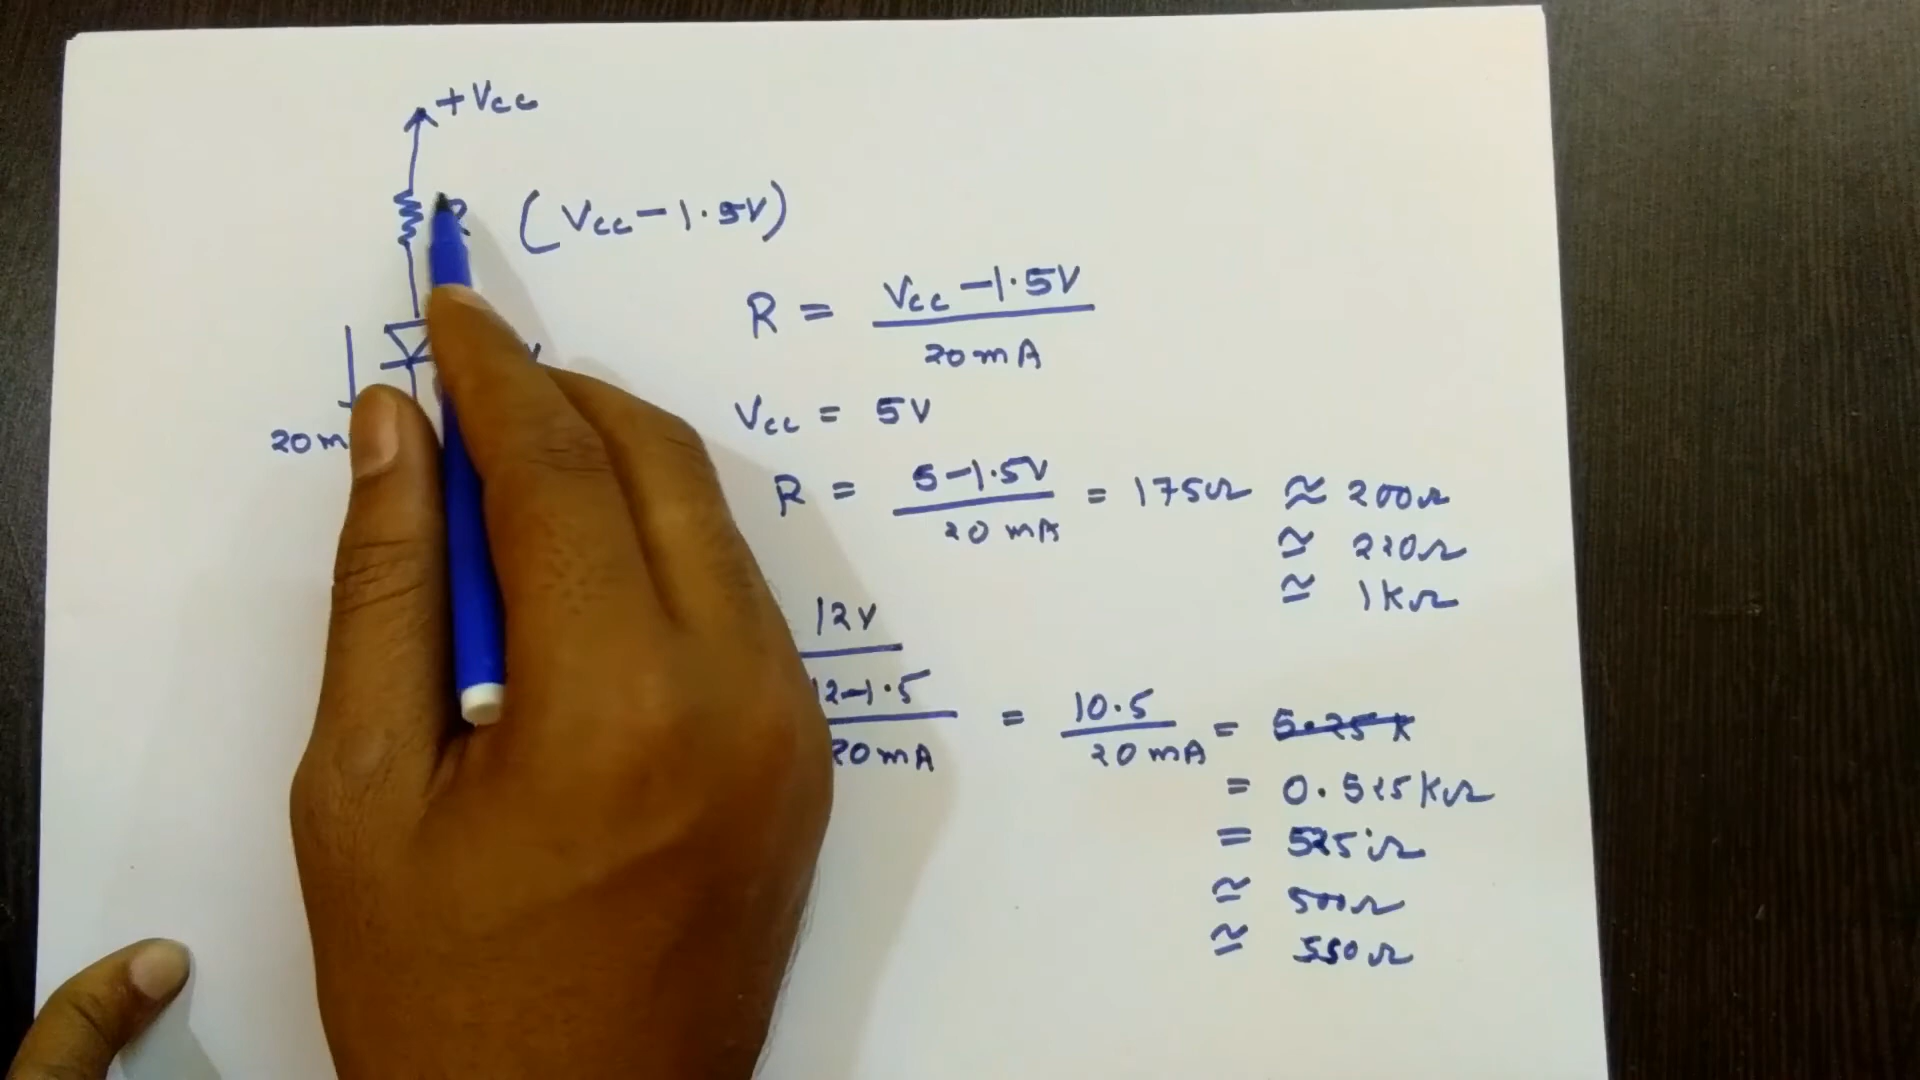 +Vcc
R (Vcc-1.5V)
R = Vcc-1.5V / 20mA
20m
Vcc = 5V
R = 5-1.5V / 20mA = 175Ω ≈ 200Ω
≅ 220Ω
≅ 1KΩ
12V
12-1.5 / 20mA = 10.5 / 20mA = 5.25K
= 0.525KΩ
= 525Ω
≅ 500Ω
≅ 550Ω